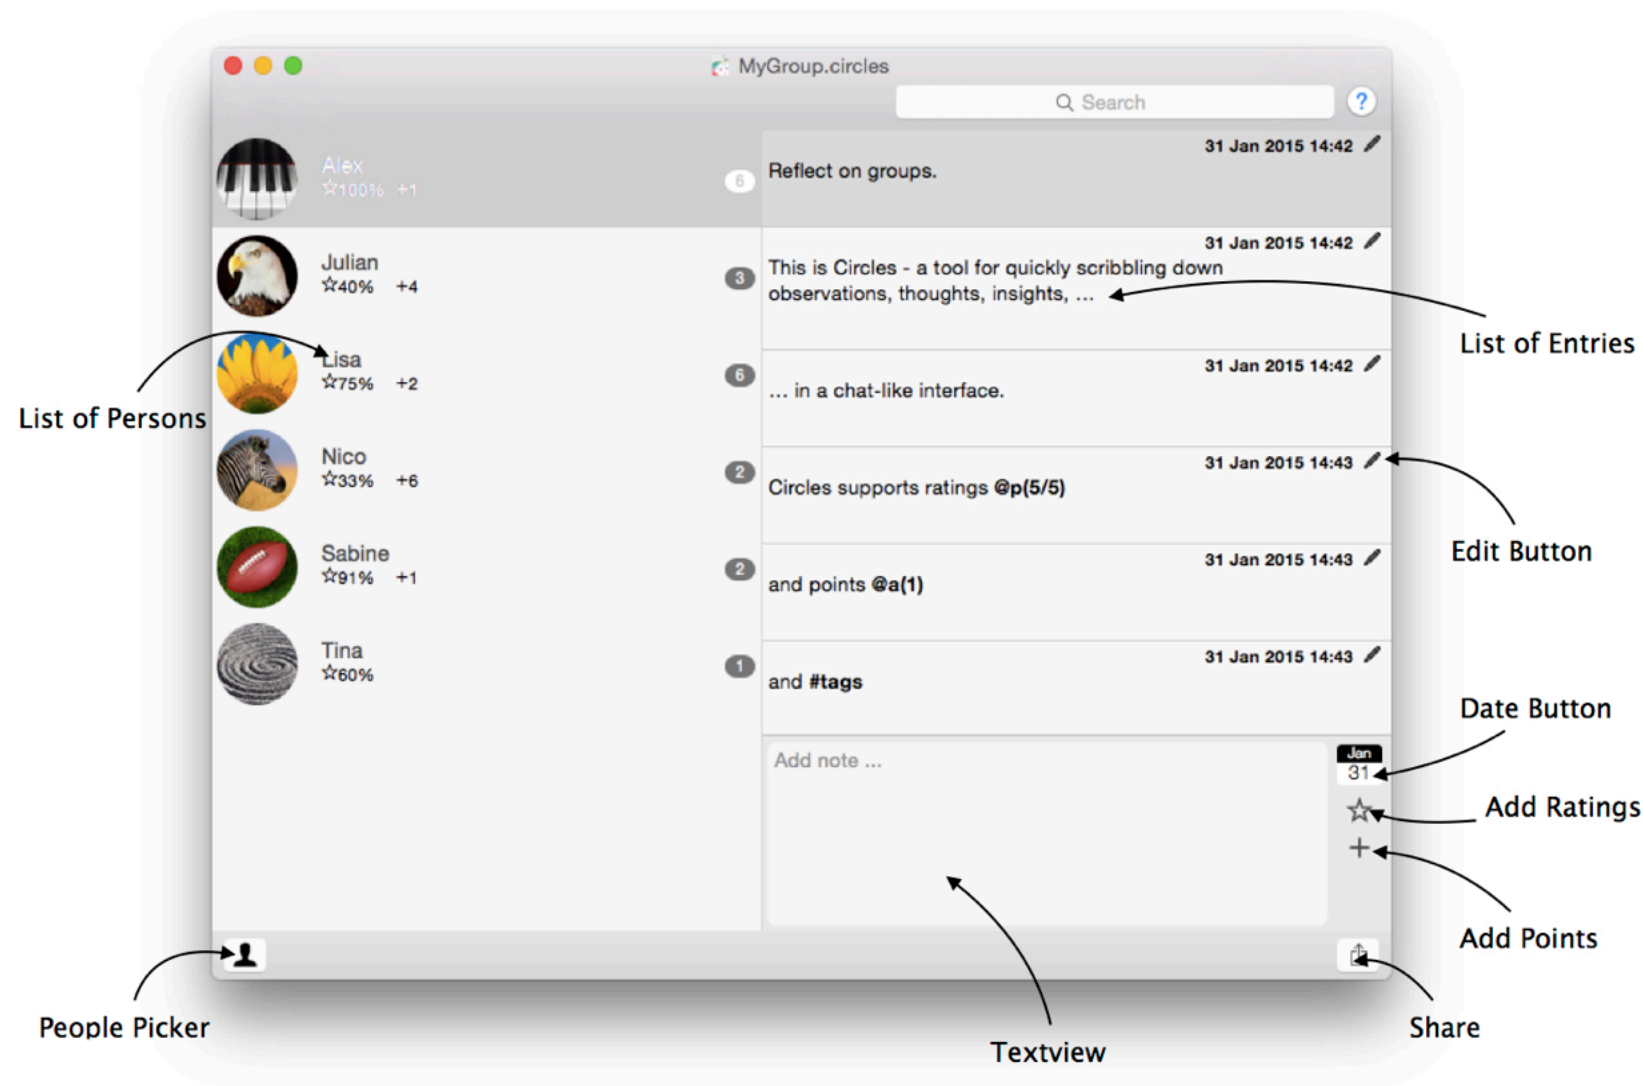 MyGroup.circles
Search
?
Alex
☆100% +1
6
Julian
☆40% +4
3
Lisa
☆75% +2
6
Nico
☆33% +6
2
Sabine
☆91% +1
2
Tina
☆60%
1
31 Jan 2015 14:42
Reflect on groups.
31 Jan 2015 14:42
This is Circles - a tool for quickly scribbling down
observations, thoughts, insights, ...
31 Jan 2015 14:42
... in a chat-like interface.
31 Jan 2015 14:43
Circles supports ratings @p(5/5)
31 Jan 2015 14:43
and points @a(1)
31 Jan 2015 14:43
and #tags
Add note ...
Jan
31
List of Persons
People Picker
List of Entries
Edit Button
Date Button
Add Ratings
Add Points
Share
Textview